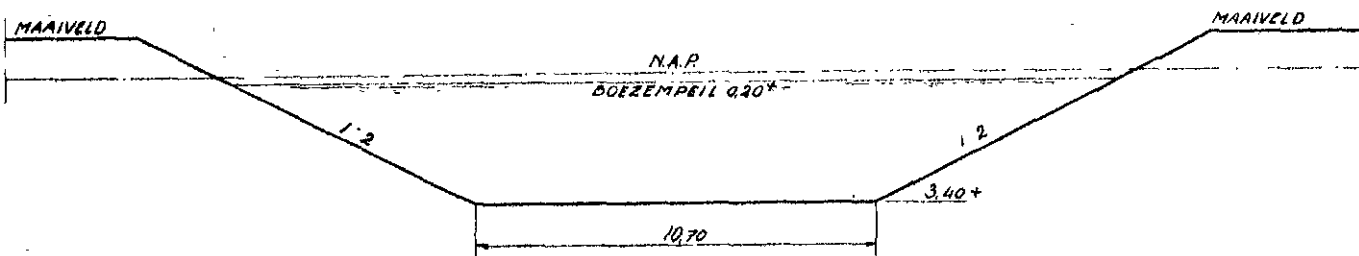 MAAIVELD
MAAIVELD
N.A.P.
BOEZEMPEIL 0,20+
1:2
1 2
3,40+
10,70